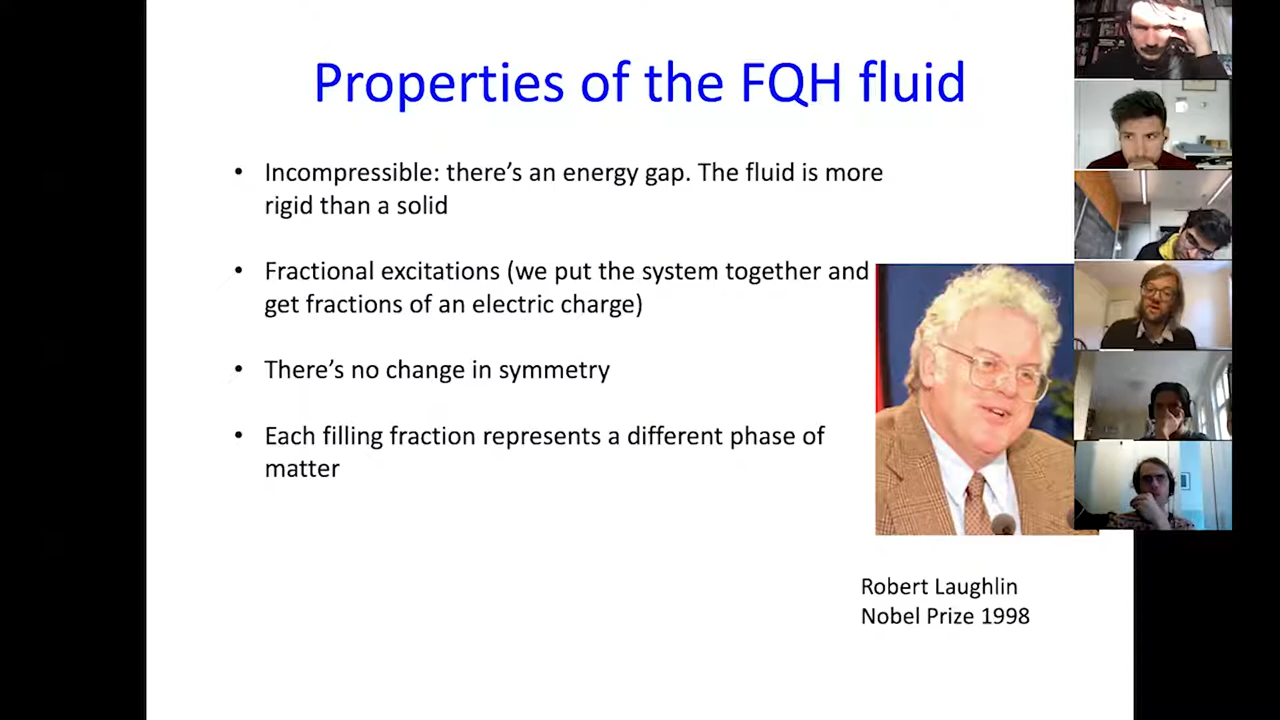 Properties of the FQH fluid
• Incompressible: there’s an energy gap. The fluid is more
rigid than a solid
• Fractional excitations (we put the system together and
get fractions of an electric charge)
• There’s no change in symmetry
• Each filling fraction represents a different phase of
matter
Robert Laughlin
Nobel Prize 1998